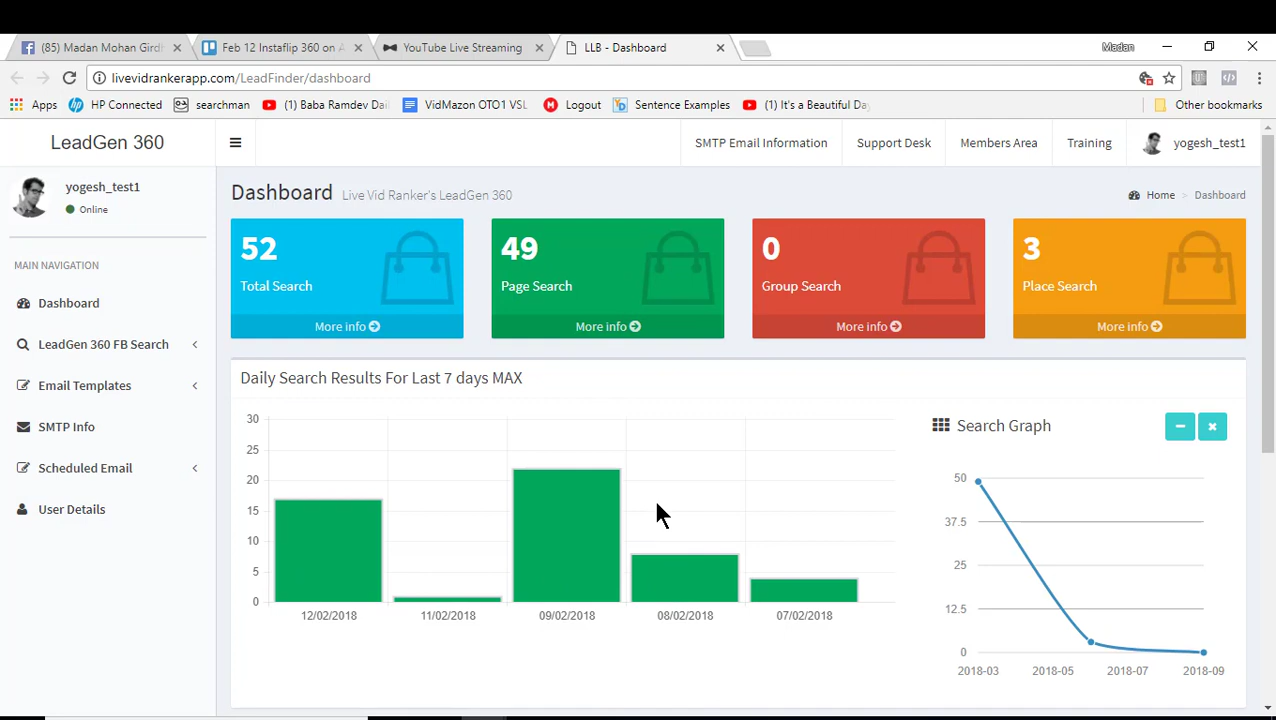 (85) Madan Mohan Girdh
Feb 12 Instaflip 360 on A
YouTube Live Streaming
LLB - Dashboard
Madan
livevidrankerapp.com/LeadFinder/dashboard
Apps
HP Connected
searchman
(1) Baba Ramdev Dai
VidMazon OTO1 VSL
Logout
Sentence Examples
(1) It's a Beautiful Day
Other bookmarks
LeadGen 360
SMTP Email Information
Support Desk
Members Area
Training
yogesh_test1
yogesh_test1
Online
MAIN NAVIGATION
Dashboard
LeadGen 360 FB Search
Email Templates
SMTP Info
Scheduled Email
User Details
Dashboard Live Vid Ranker's LeadGen 360
Home > Dashboard
52
Total Search
More info
49
Page Search
More info
0
Group Search
More info
3
Place Search
More info
Daily Search Results For Last 7 days MAX
30
25
20
15
10
5
0
12/02/2018
11/02/2018
09/02/2018
08/02/2018
07/02/2018
Search Graph
50
37.5
25
12.5
0
2018-03
2018-05
2018-07
2018-09